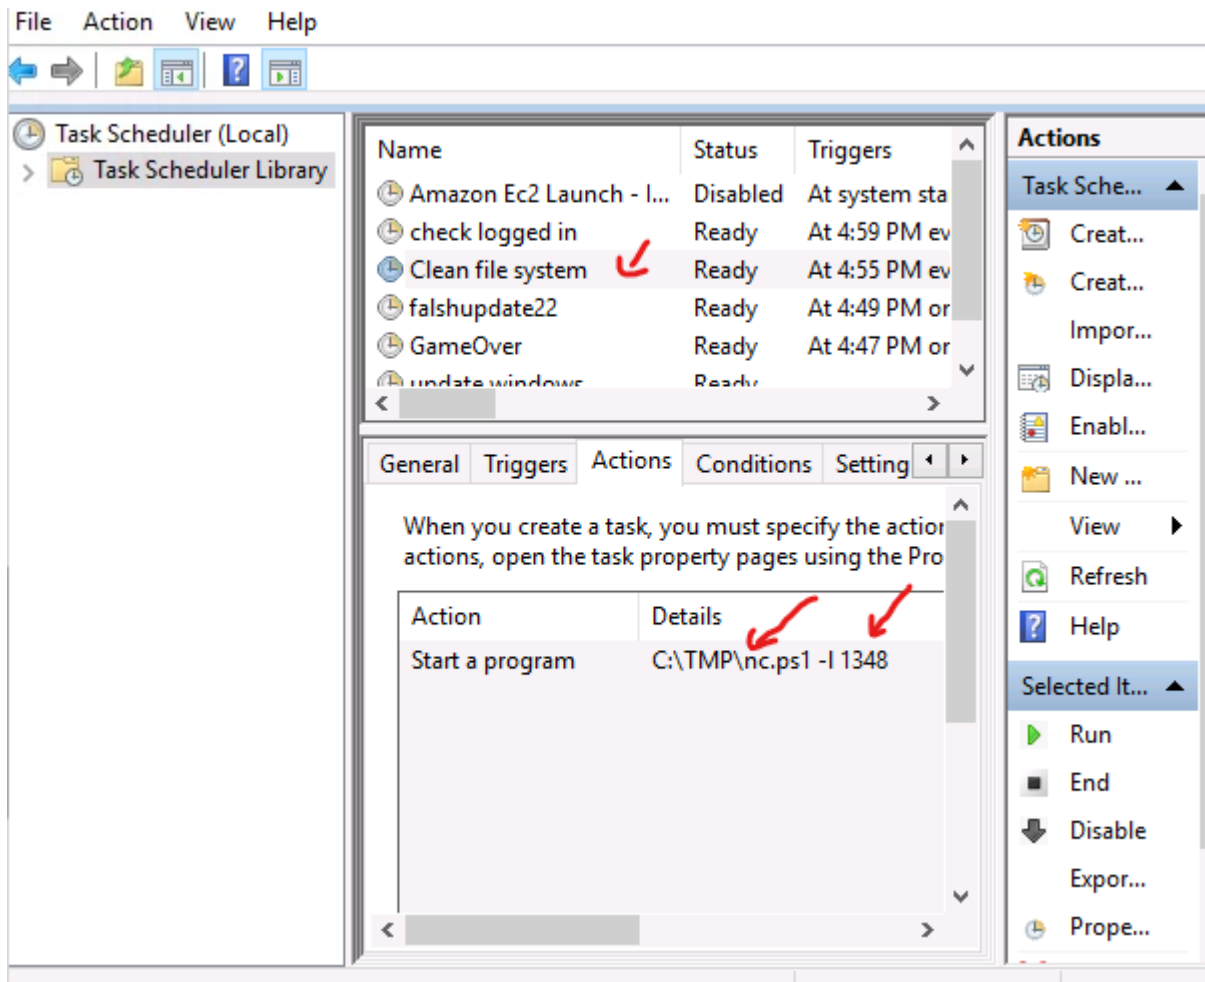 File Action View Help
Task Scheduler (Local)
Task Scheduler Library
Name Status Triggers
Amazon Ec2 Launch - I... Disabled At system sta
check logged in Ready At 4:59 PM ev
Clean file system Ready At 4:55 PM ev
falshupdate22 Ready At 4:49 PM or
GameOver Ready At 4:47 PM or
update windows Ready
General Triggers Actions Conditions Setting
When you create a task, you must specify the action
actions, open the task property pages using the Pro
Action Details
Start a program C:\TMP\nc.ps1 -l 1348
Actions
Task Sche...
Creat...
Creat...
Impor...
Displa...
Enabl...
New ...
View
Refresh
Help
Selected It...
Run
End
Disable
Expor...
Prope...